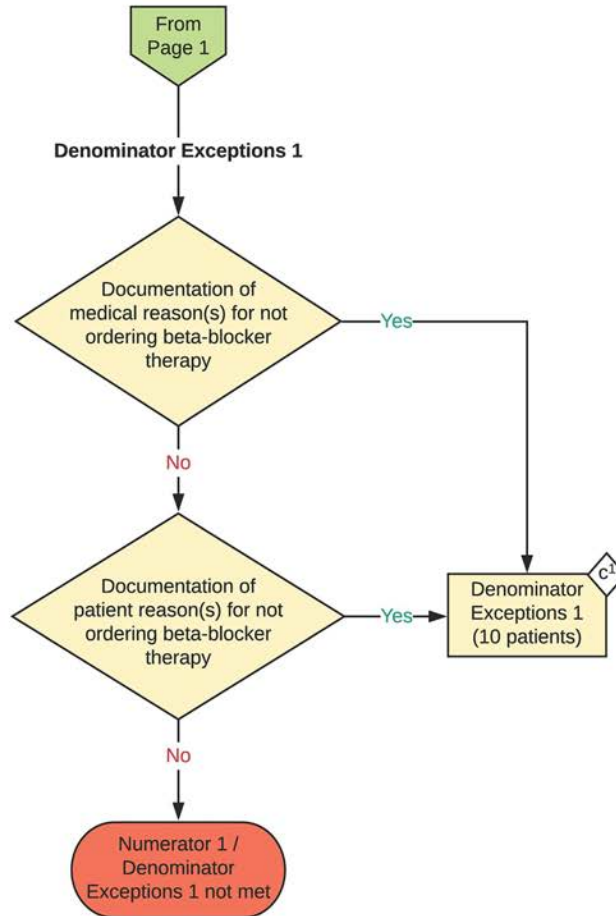 From
Page 1
Denominator Exceptions 1
Documentation of
medical reason(s) for not
ordering beta-blocker
therapy
Yes
No
Documentation of
patient reason(s) for not
ordering beta-blocker
therapy
Yes
c¹
Denominator
Exceptions 1
(10 patients)
No
Numerator 1 /
Denominator
Exceptions 1 not met